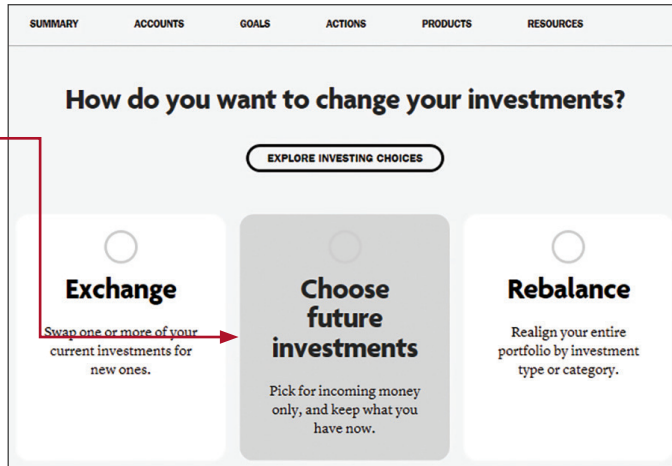 SUMMARY ACCOUNTS GOALS ACTIONS PRODUCTS RESOURCES
How do you want to change your investments?
EXPLORE INVESTING CHOICES
Exchange
Swap one or more of your
current investments for
new ones.
Choose
future
investments
Pick for incoming money
only, and keep what you
have now.
Rebalance
Realign your entire
portfolio by investment
type or category.